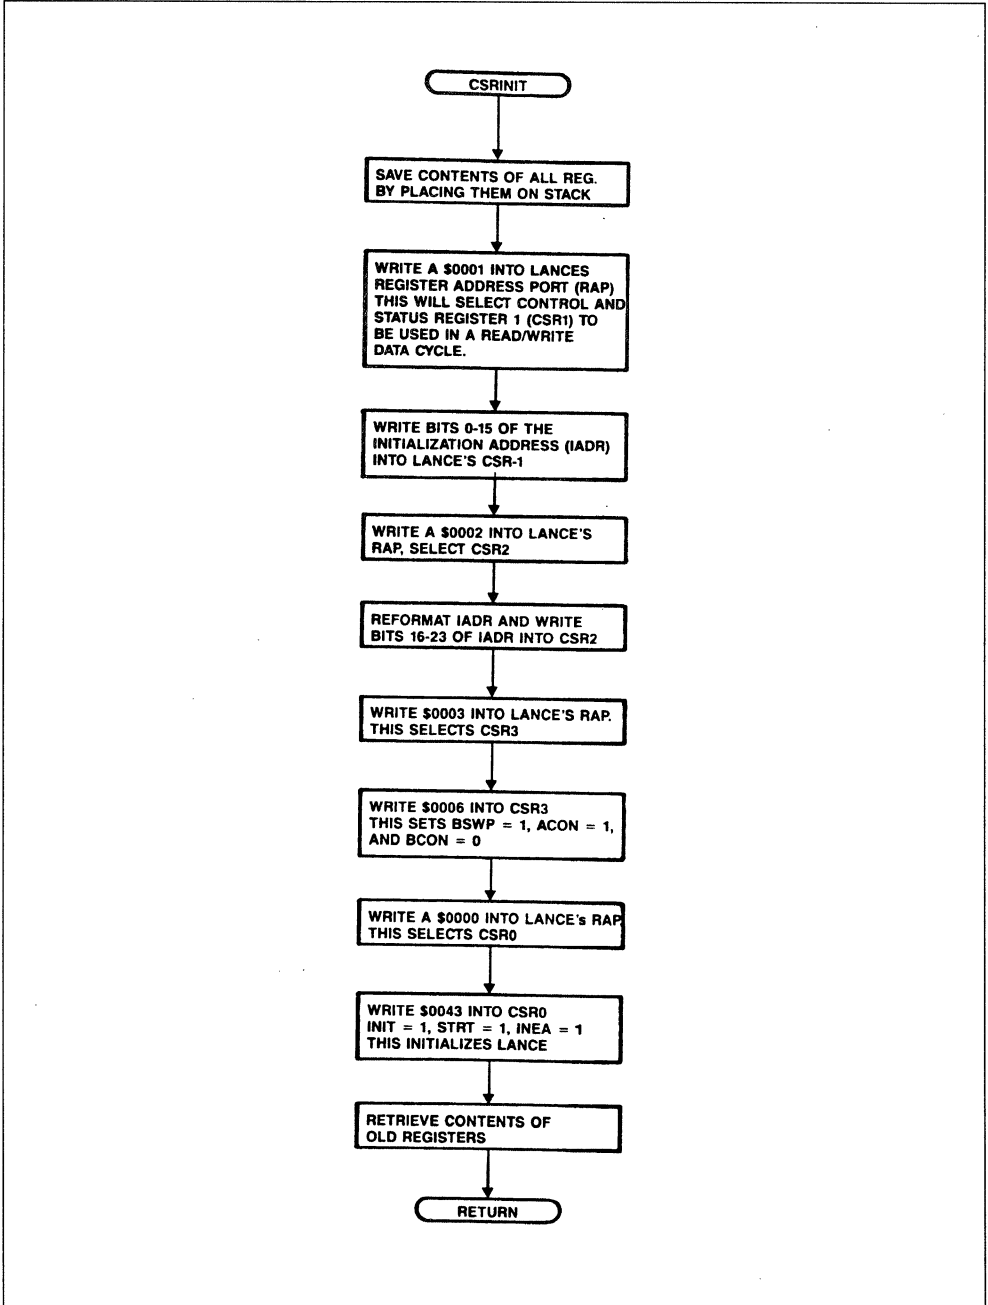 CSRINIT
SAVE CONTENTS OF ALL REG.
BY PLACING THEM ON STACK
WRITE A $0001 INTO LANCES
REGISTER ADDRESS PORT (RAP)
THIS WILL SELECT CONTROL AND
STATUS REGISTER 1 (CSR1) TO
BE USED IN A READ/WRITE
DATA CYCLE.
WRITE BITS 0-15 OF THE
INITIALIZATION ADDRESS (IADR)
INTO LANCE'S CSR-1
WRITE A $0002 INTO LANCE'S
RAP, SELECT CSR2
REFORMAT IADR AND WRITE
BITS 16-23 OF IADR INTO CSR2
WRITE $0003 INTO LANCE'S RAP.
THIS SELECTS CSR3
WRITE $0006 INTO CSR3
THIS SETS BSWP = 1, ACON = 1,
AND BCON = 0
WRITE A $0000 INTO LANCE's RAP
THIS SELECTS CSR0
WRITE $0043 INTO CSR0
INIT = 1, STRT = 1, INEA = 1
THIS INITIALIZES LANCE
RETRIEVE CONTENTS OF
OLD REGISTERS
RETURN